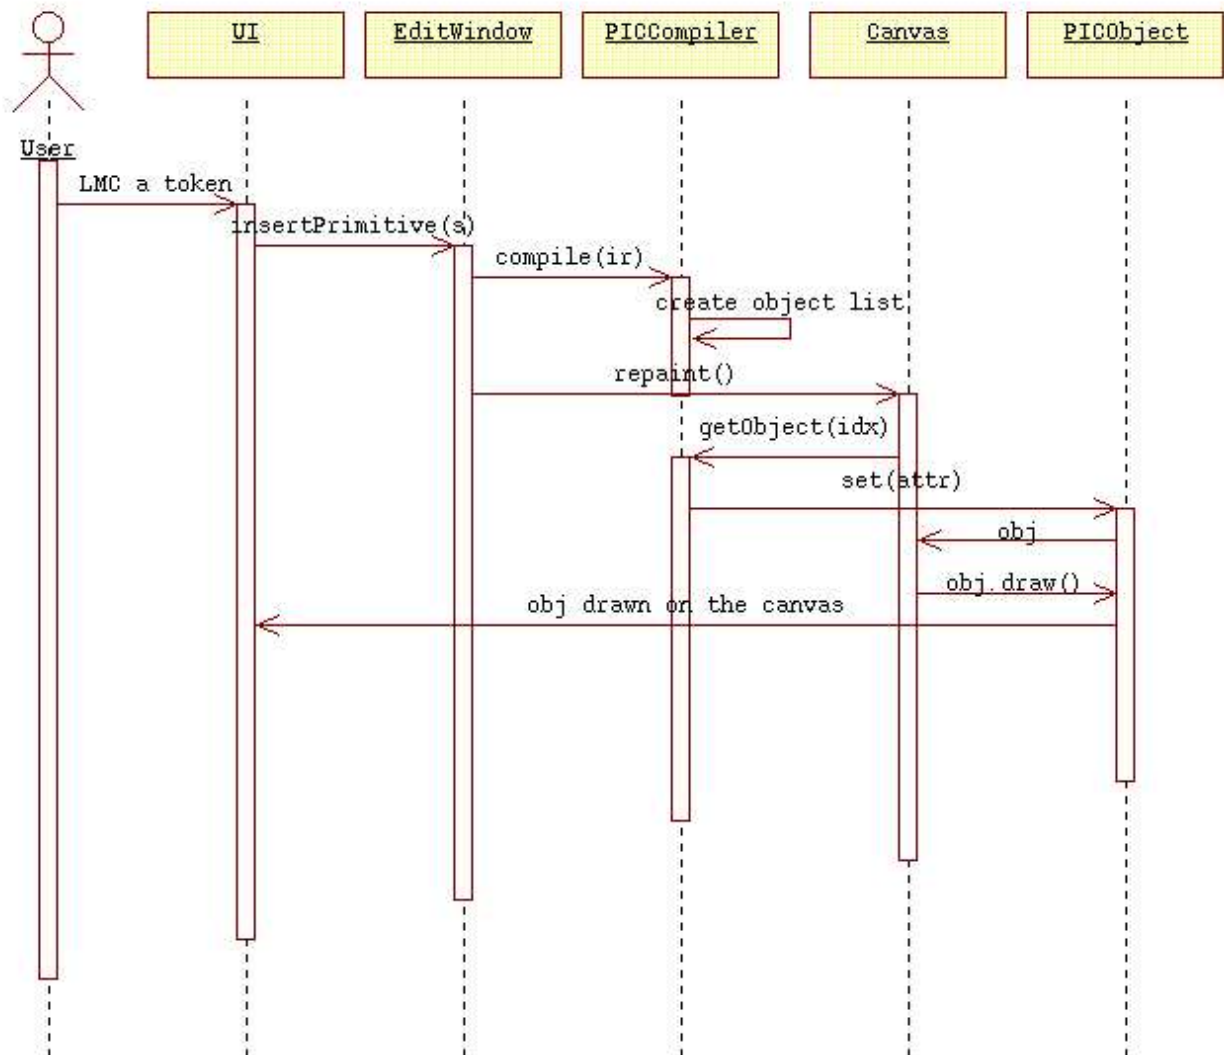 UI
EditWindow
PICCompiler
Canvas
PICObject
User
LMC a token
insertPrimitive(s)
compile(ir)
create object list
repaint()
getObject(idx)
set(attr)
obj
obj.draw()
obj drawn on the canvas